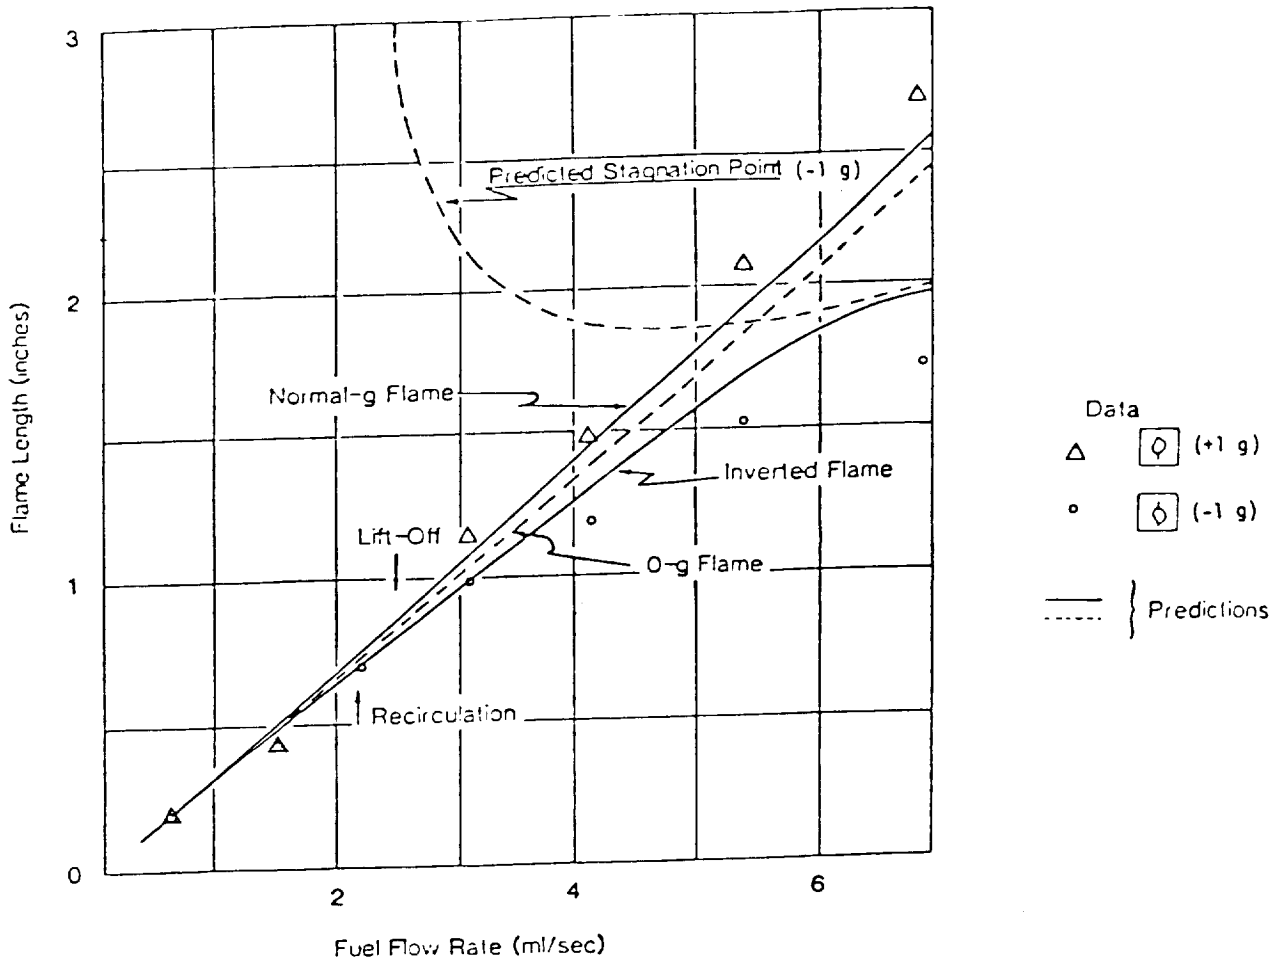 3
Predicted Stagnation Point (-1 g)
2
Flame Length (inches)
Normal-g Flame
Data
(+1 g)
Inverted Flame
(-1 g)
Lift-Off
0-g Flame
1
Predictions
Recirculation
0
2
4
6
Fuel Flow Rate (ml/sec)